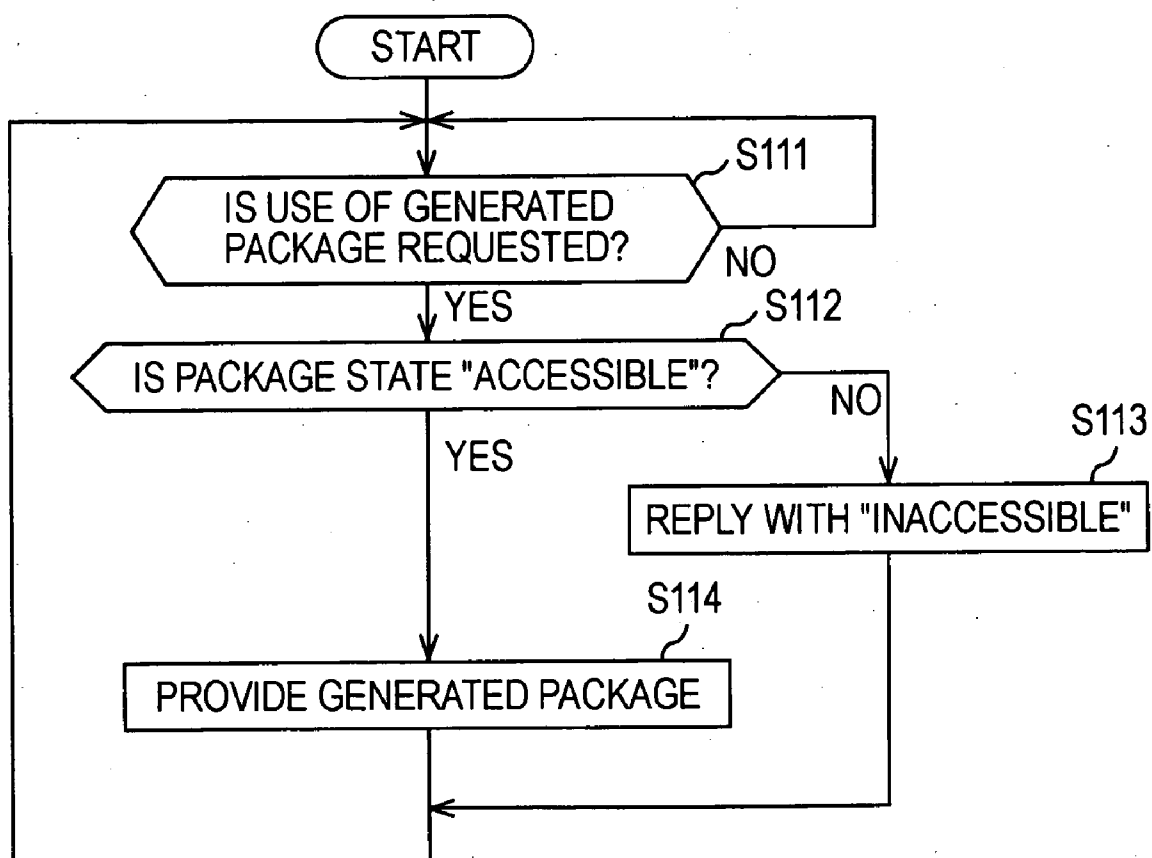 START
S111
IS USE OF GENERATED
PACKAGE REQUESTED?
NO
YES
S112
IS PACKAGE STATE "ACCESSIBLE"?
NO
YES
S113
REPLY WITH "INACCESSIBLE"
S114
PROVIDE GENERATED PACKAGE